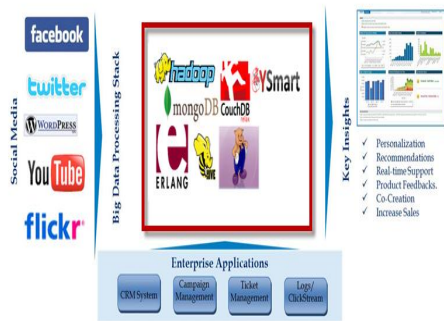 Social Media
facebook
twitter
WORDPRESS
You Tube
flickr
Big Data Processing Stack
hadoop
YSmart
mongoDB
CouchDB
relax
e
ERLANG
HIVE
Key Insights
✓ Personalization
✓ Recommendations
✓ Real-time Support
✓ Product Feedbacks.
✓ Co-Creation
✓ Increase Sales
Enterprise Applications
CRM System
Campaign
Management
Ticket
Management
Logs/
ClickStream